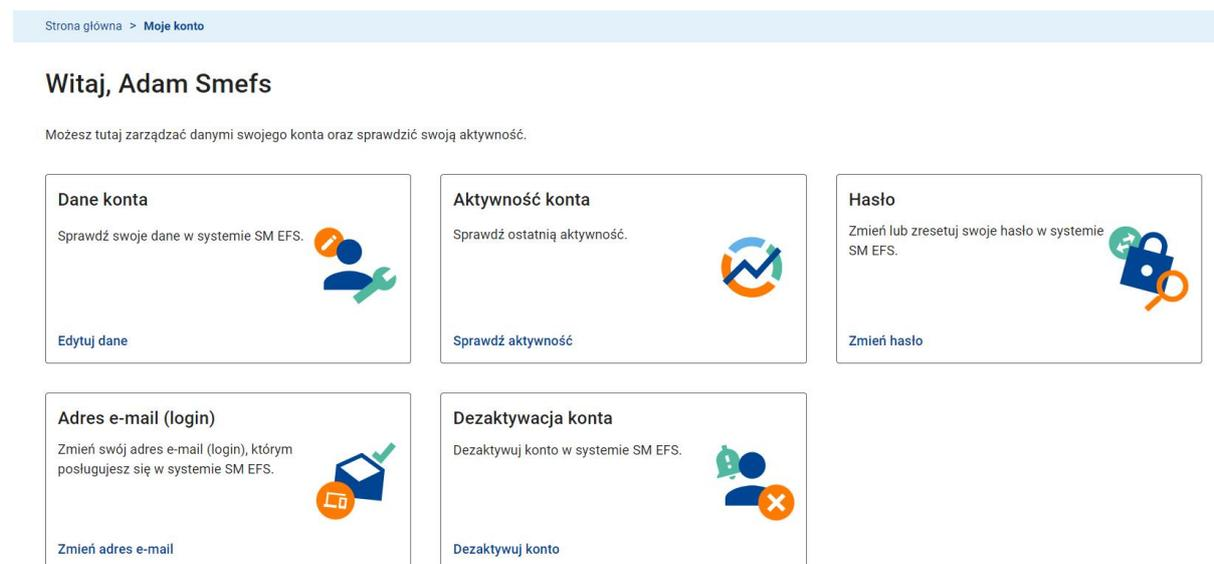 Strona główna > Moje konto
Witaj, Adam Smefs
Możesz tutaj zarządzać danymi swojego konta oraz sprawdzić swoją aktywność.
Dane konta
Sprawdź swoje dane w systemie SM EFS.
Edytuj dane
Aktywność konta
Sprawdź ostatnią aktywność.
Sprawdź aktywność
Hasło
Zmień lub zresetuj swoje hasło w systemie
SM EFS.
Zmień hasło
Adres e-mail (login)
Zmień swój adres e-mail (login), którym
posługujesz się w systemie SM EFS.
Zmień adres e-mail
Dezaktywacja konta
Dezaktywuj konto w systemie SM EFS.
Dezaktywuj konto